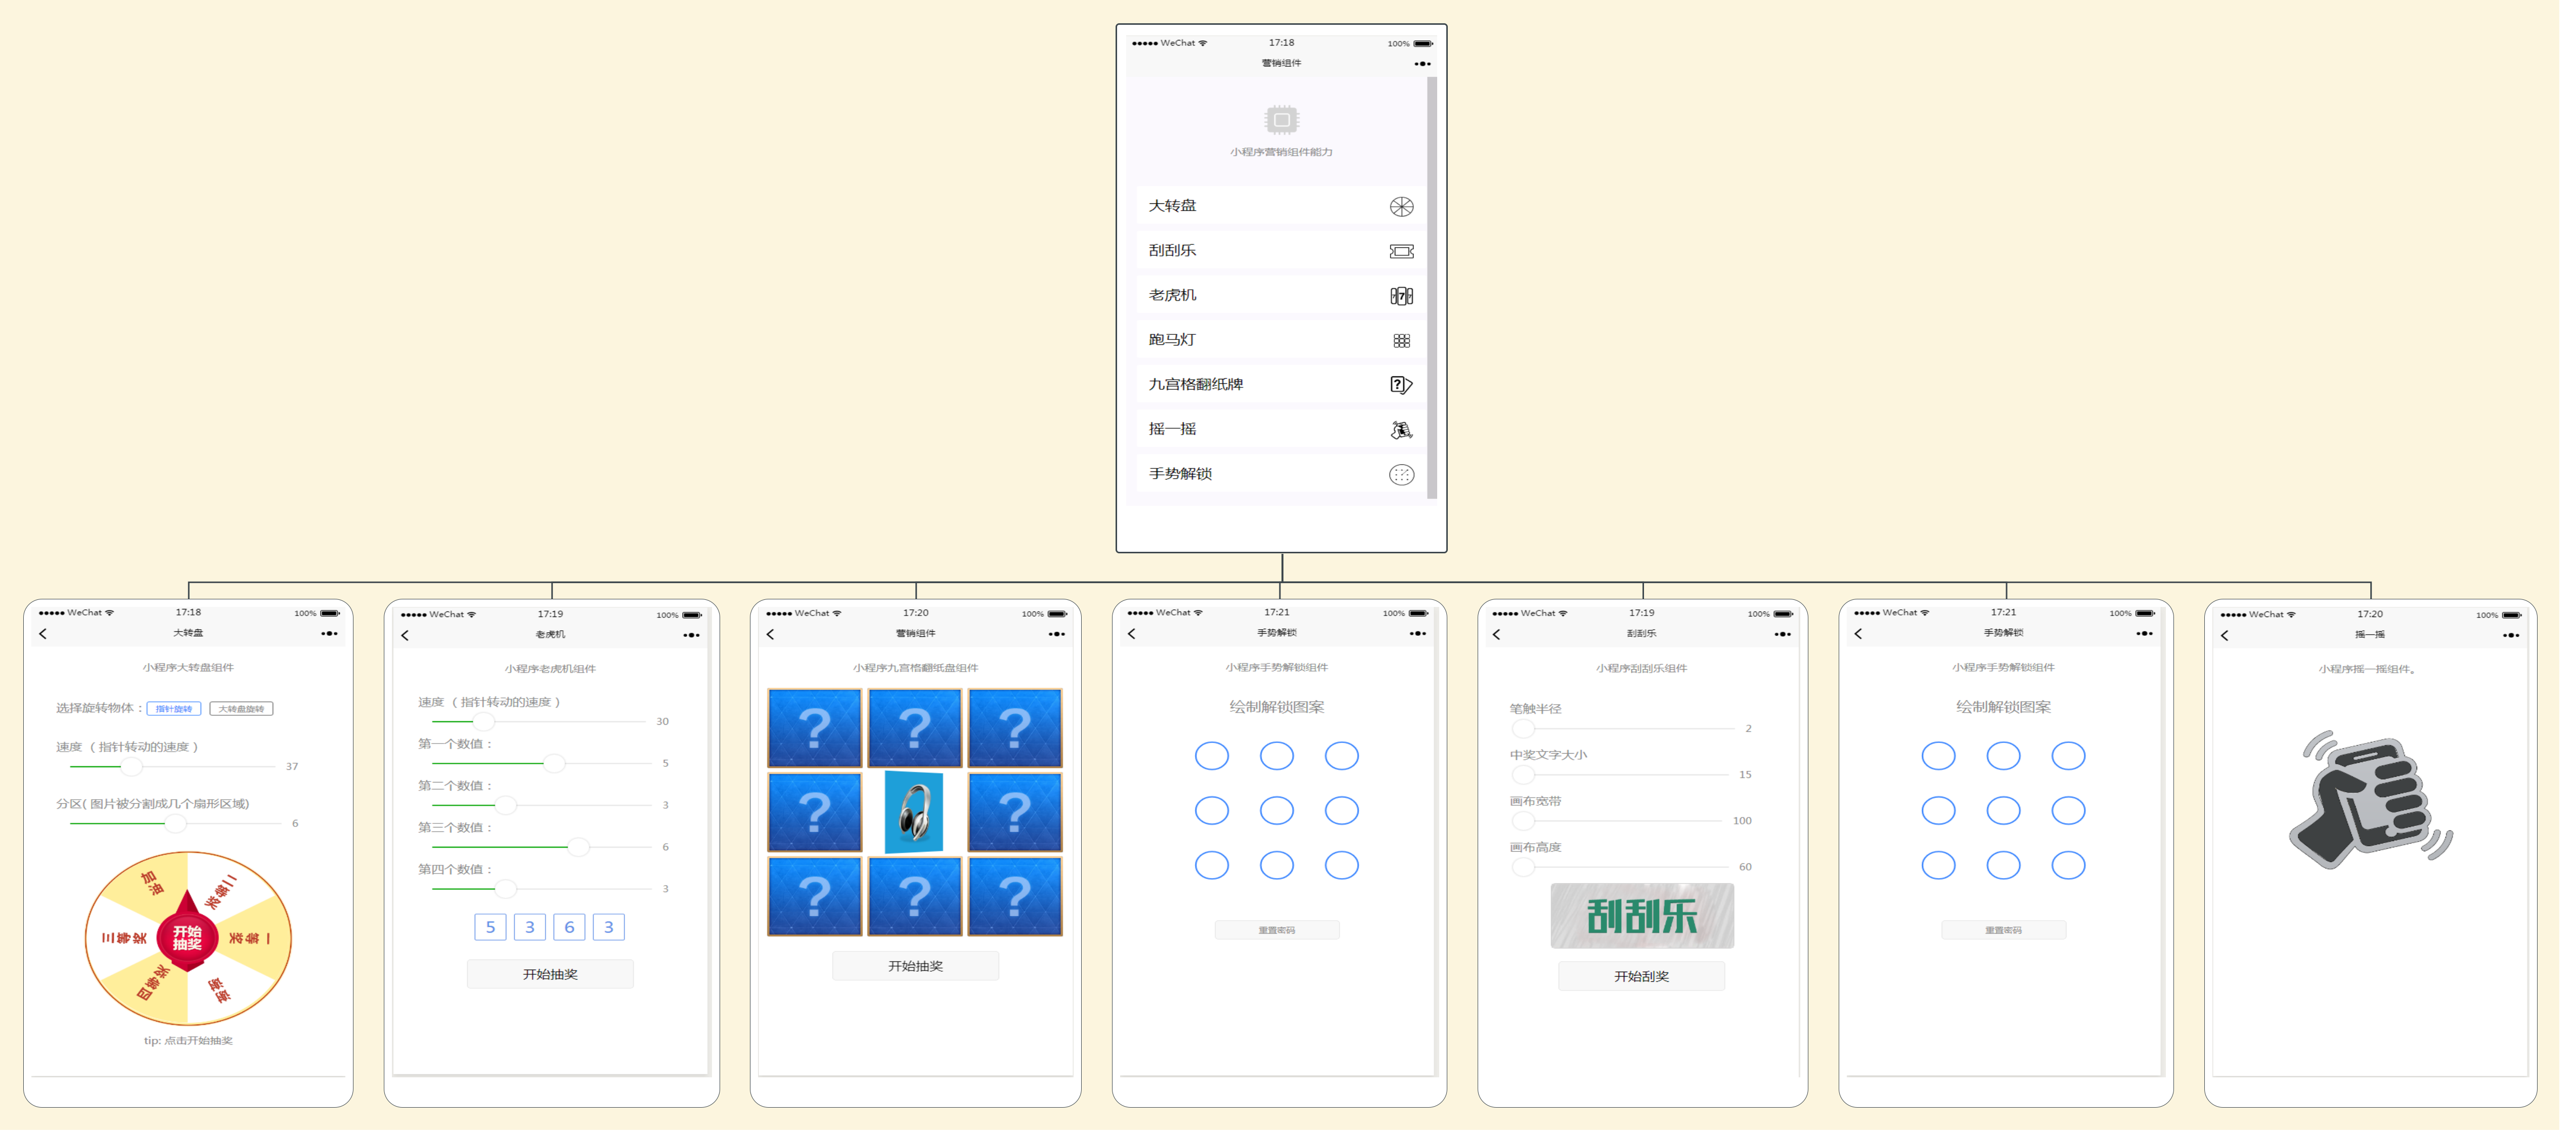 WeChat 17:18 100%
营销组件
小程序营销组件能力
大转盘
刮刮乐
老虎机
7
跑马灯
九宫格翻纸牌
?
摇一摇
手势解锁
WeChat 17:18 100%
大转盘
小程序大转盘组件
选择旋转物体： 指针旋转 大转盘旋转
速度 （ 指针转动的速度 ）
37
分区( 图片被分割成几个扇形区域)
6
加油
二等奖
三等奖
开始
抽奖
一等奖
四等奖
谢谢
tip: 点击开始抽奖
WeChat 17:19 100%
老虎机
小程序老虎机组件
速度 （ 指针转动的速度 ）
30
第一个数值：
5
第二个数值：
3
第三个数值：
6
第四个数值：
3
5 3 6 3
开始抽奖
WeChat 17:20 100%
营销组件
小程序九宫格翻纸盘组件
? ? ?
? ?
? ? ?
开始抽奖
WeChat 17:21 100%
手势解锁
小程序手势解锁组件
绘制解锁图案
重置密码
WeChat 17:19 100%
刮刮乐
小程序刮刮乐组件
笔触半径
2
中奖文字大小
15
画布宽带
100
画布高度
60
刮刮乐
开始刮奖
WeChat 17:21 100%
手势解锁
小程序手势解锁组件
绘制解锁图案
重置密码
WeChat 17:20 100%
摇一摇
小程序摇一摇组件。